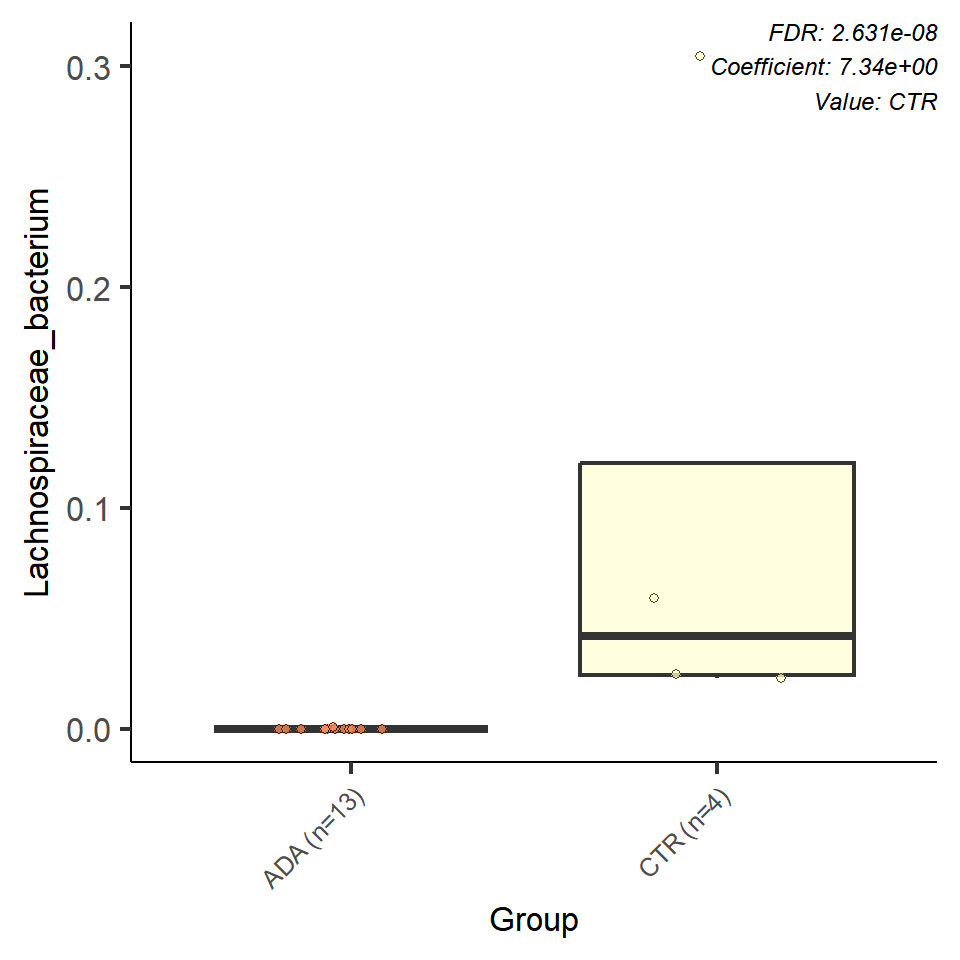 FDR: 2.631e-08
Coefficient: 7.34e+00
Value: CTR
Lachnospiraceae_bacterium
0.3
0.2
0.1
0.0
ADA (n=13)
CTR (n=4)
Group